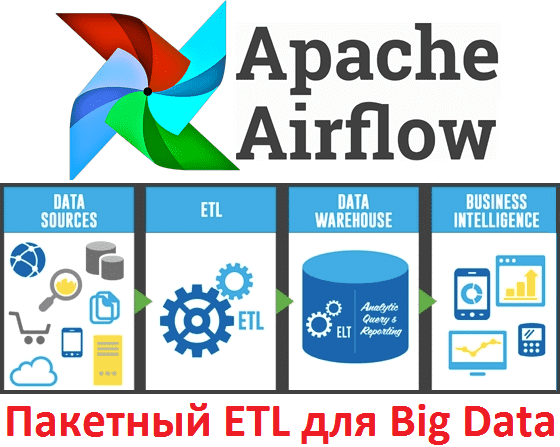 Apache
Airflow
DATA
SOURCES
ETL
DATA
WAREHOUSE
BUSINESS
INTELLIGENCE
ETL
ELT
Analytic
Query &
Reporting
Пакетный ETL для Big Data